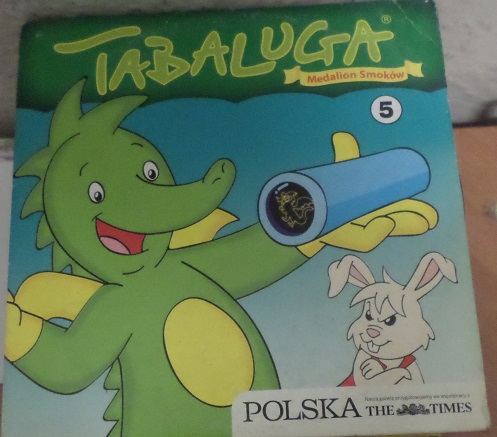 TABALUGA®
Medalion Smoków
5
POLSKA THE TIMES